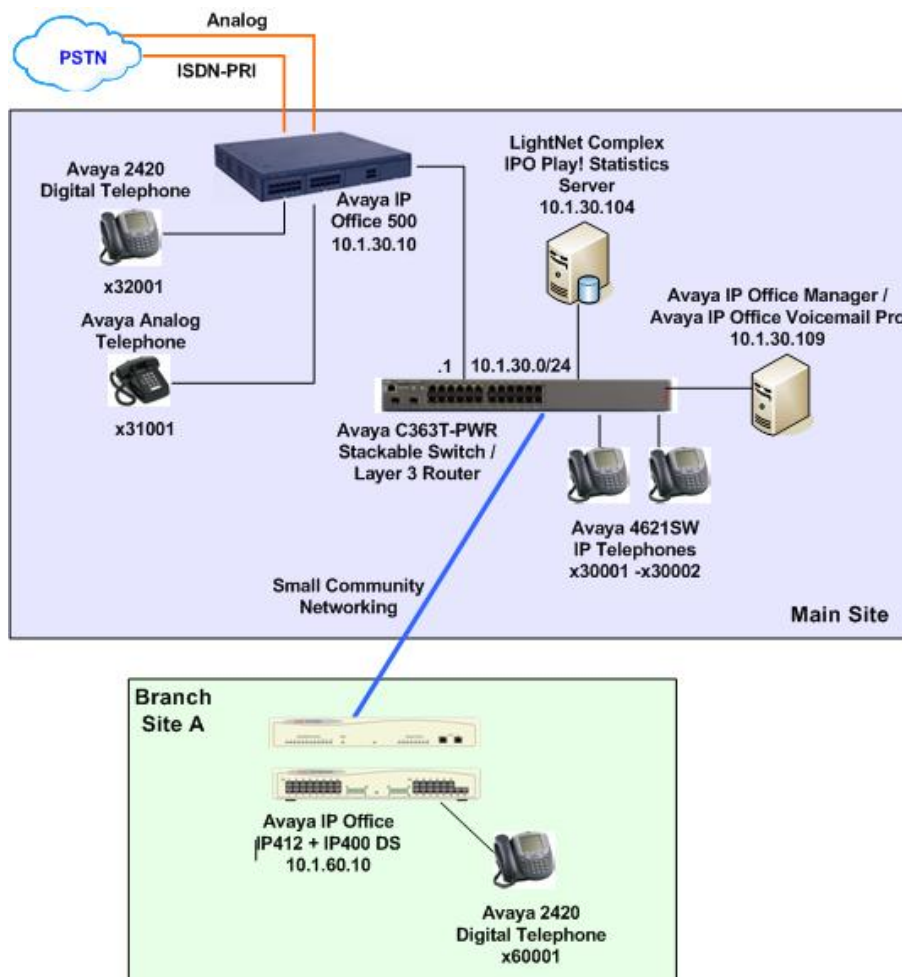 Analog
PSTN
ISDN-PRI
LightNet Complex
IPO Play! Statistics
Server
10.1.30.104
Avaya 2420
Digital Telephone
x32001
Avaya IP
Office 500
10.1.30.10
Avaya IP Office Manager /
Avaya IP Office Voicemail Pro
10.1.30.109
Avaya Analog
Telephone
x31001
.1
10.1.30.0/24
Avaya C363T-PWR
Stackable Switch /
Layer 3 Router
Avaya 4621SW
IP Telephones
x30001 -x30002
Small Community
Networking
Main Site
Branch
Site A
Avaya IP Office
IP412 + IP400 DS
10.1.60.10
Avaya 2420
Digital Telephone
x60001